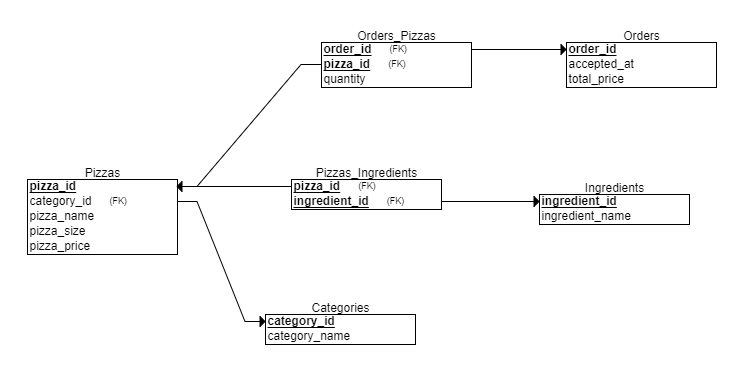 Orders_Pizzas
order_id (FK)
pizza_id (FK)
quantity
Orders
order_id
accepted_at
total_price
Pizzas
pizza_id
category_id (FK)
pizza_name
pizza_size
pizza_price
Pizzas_Ingredients
pizza_id (FK)
ingredient_id (FK)
Ingredients
ingredient_id
ingredient_name
Categories
category_id
category_name